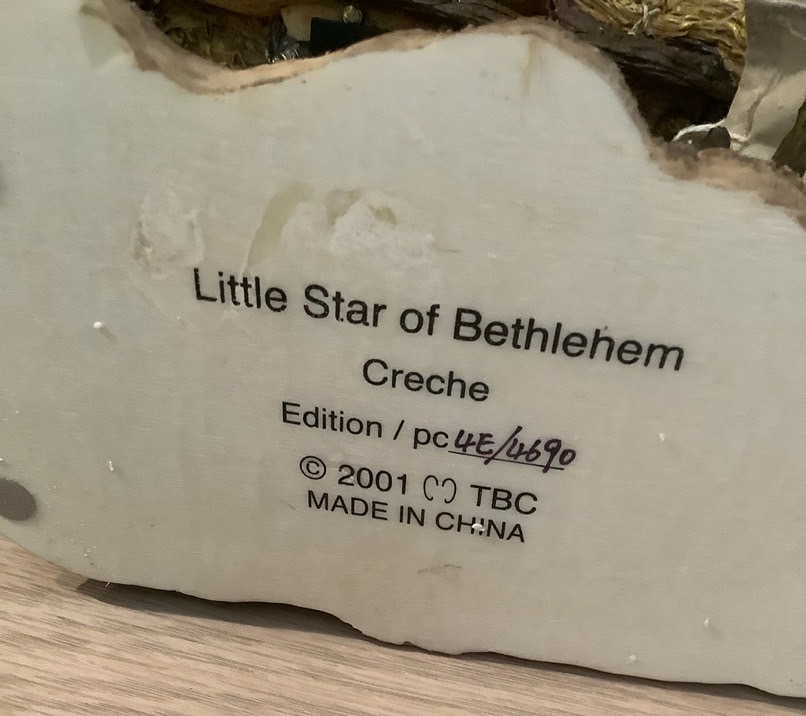 Little Star of Bethlehem
Creche
Edition / pc 4E/4690
© 2001 TBC
MADE IN CHINA